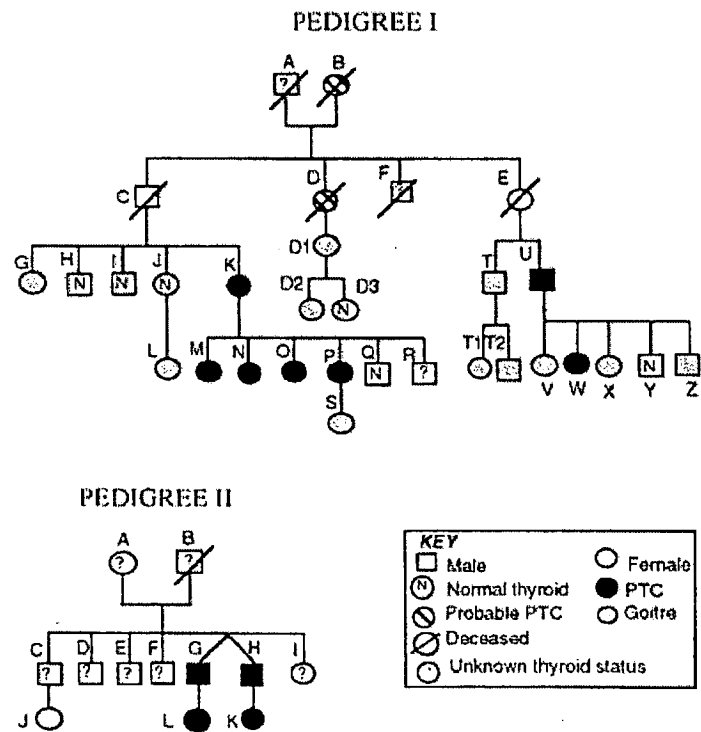 PEDIGREE I
A B
? 
C D F E
?
G H I J K D1 T U
N N N
D2 D3
N
L M N O P Q R T1 T2
N ?
S V W X Y Z
N
PEDIGREE II
A B
? ?
C D E F G H I
? ? ? ? ?
J L K
KEY
Male Female
N Normal thyroid PTC
Probable PTC Goitre
Deceased
Unknown thyroid status